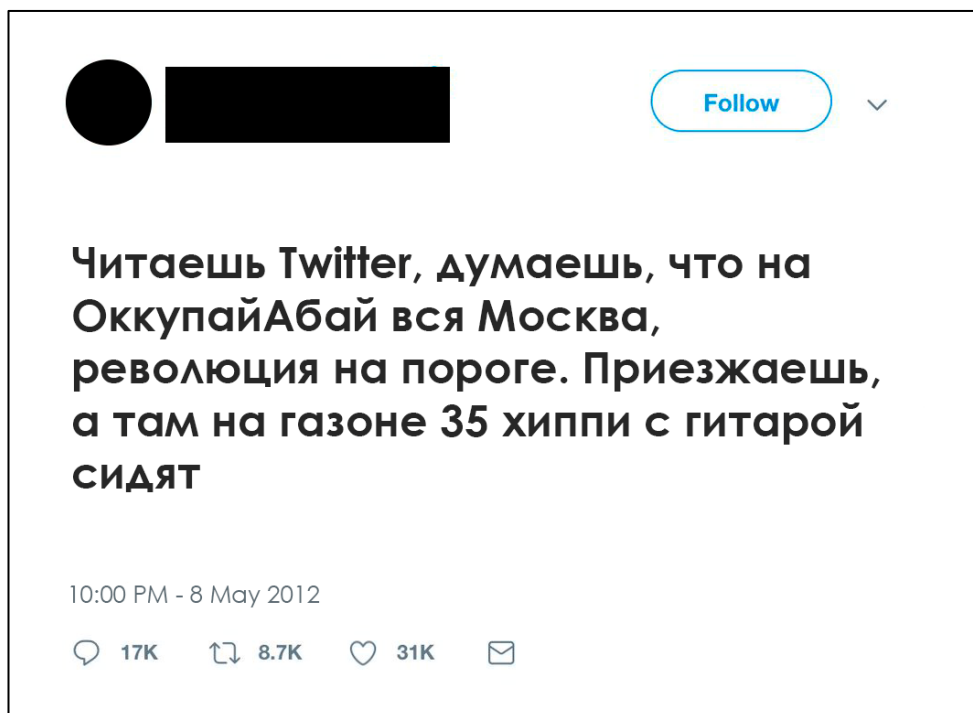 Follow
Читаешь Twitter, думаешь, что на
ОккупайАбай вся Москва,
революция на пороге. Приезжаешь,
а там на газоне 35 хиппи с гитарой
сидят
10:00 PM - 8 May 2012
17K 8.7K 31K